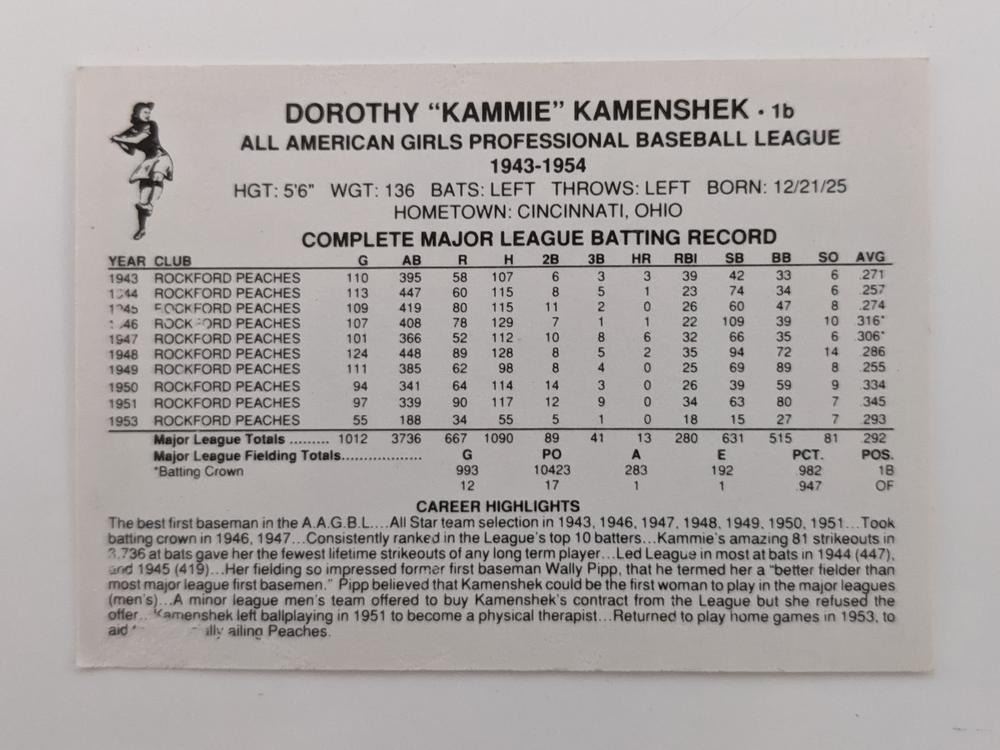 DOROTHY “KAMMIE” KAMENSHEK · 1b
ALL AMERICAN GIRLS PROFESSIONAL BASEBALL LEAGUE
1943-1954
HGT: 5'6" WGT: 136 BATS: LEFT THROWS: LEFT BORN: 12/21/25
HOMETOWN: CINCINNATI, OHIO
COMPLETE MAJOR LEAGUE BATTING RECORD
YEAR CLUB G AB R H 2B 3B HR RBI SB BB SO AVG
1943 ROCKFORD PEACHES 110 395 58 107 6 3 3 39 42 33 6 .271
1944 ROCKFORD PEACHES 113 447 60 115 8 5 1 23 74 34 6 .257
1945 ROCKFORD PEACHES 109 419 80 115 11 2 0 26 60 47 8 .274
1946 ROCKFORD PEACHES 107 408 78 129 7 1 1 22 109 39 10 .316*
1947 ROCKFORD PEACHES 101 366 52 112 10 8 6 32 66 35 6 .306*
1948 ROCKFORD PEACHES 124 448 89 128 8 5 2 35 94 72 14 .286
1949 ROCKFORD PEACHES 111 385 62 98 8 4 0 25 69 89 8 .255
1950 ROCKFORD PEACHES 94 341 64 114 14 3 0 26 39 59 9 .334
1951 ROCKFORD PEACHES 97 339 90 117 12 9 0 34 63 80 7 .345
1953 ROCKFORD PEACHES 55 188 34 55 5 1 0 18 15 27 7 .293
Major League Totals ......... 1012 3736 667 1090 89 41 13 280 631 515 81 .292
Major League Fielding Totals.................. G PO A E PCT. POS.
*Batting Crown 993 10423 283 192 .982 1B
12 17 1 1 .947 OF
CAREER HIGHLIGHTS
The best first baseman in the A.A.G.B.L....All Star team selection in 1943, 1946, 1947, 1948, 1949, 1950, 1951...Took
batting crown in 1946, 1947...Consistently ranked in the League's top 10 batters...Kammie's amazing 81 strikeouts in
3,736 at bats gave her the fewest lifetime strikeouts of any long term player...Led League in most at bats in 1944 (447),
and 1945 (419)...Her fielding so impressed former first baseman Wally Pipp, that he termed her a “better fielder than
most major league first basemen.” Pipp believed that Kamenshek could be the first woman to play in the major leagues
(men's)...A minor league men's team offered to buy Kamenshek's contract from the League but she refused the
offer...Kamenshek left ballplaying in 1951 to become a physical therapist...Returned to play home games in 1953, to
aid ailing Peaches.